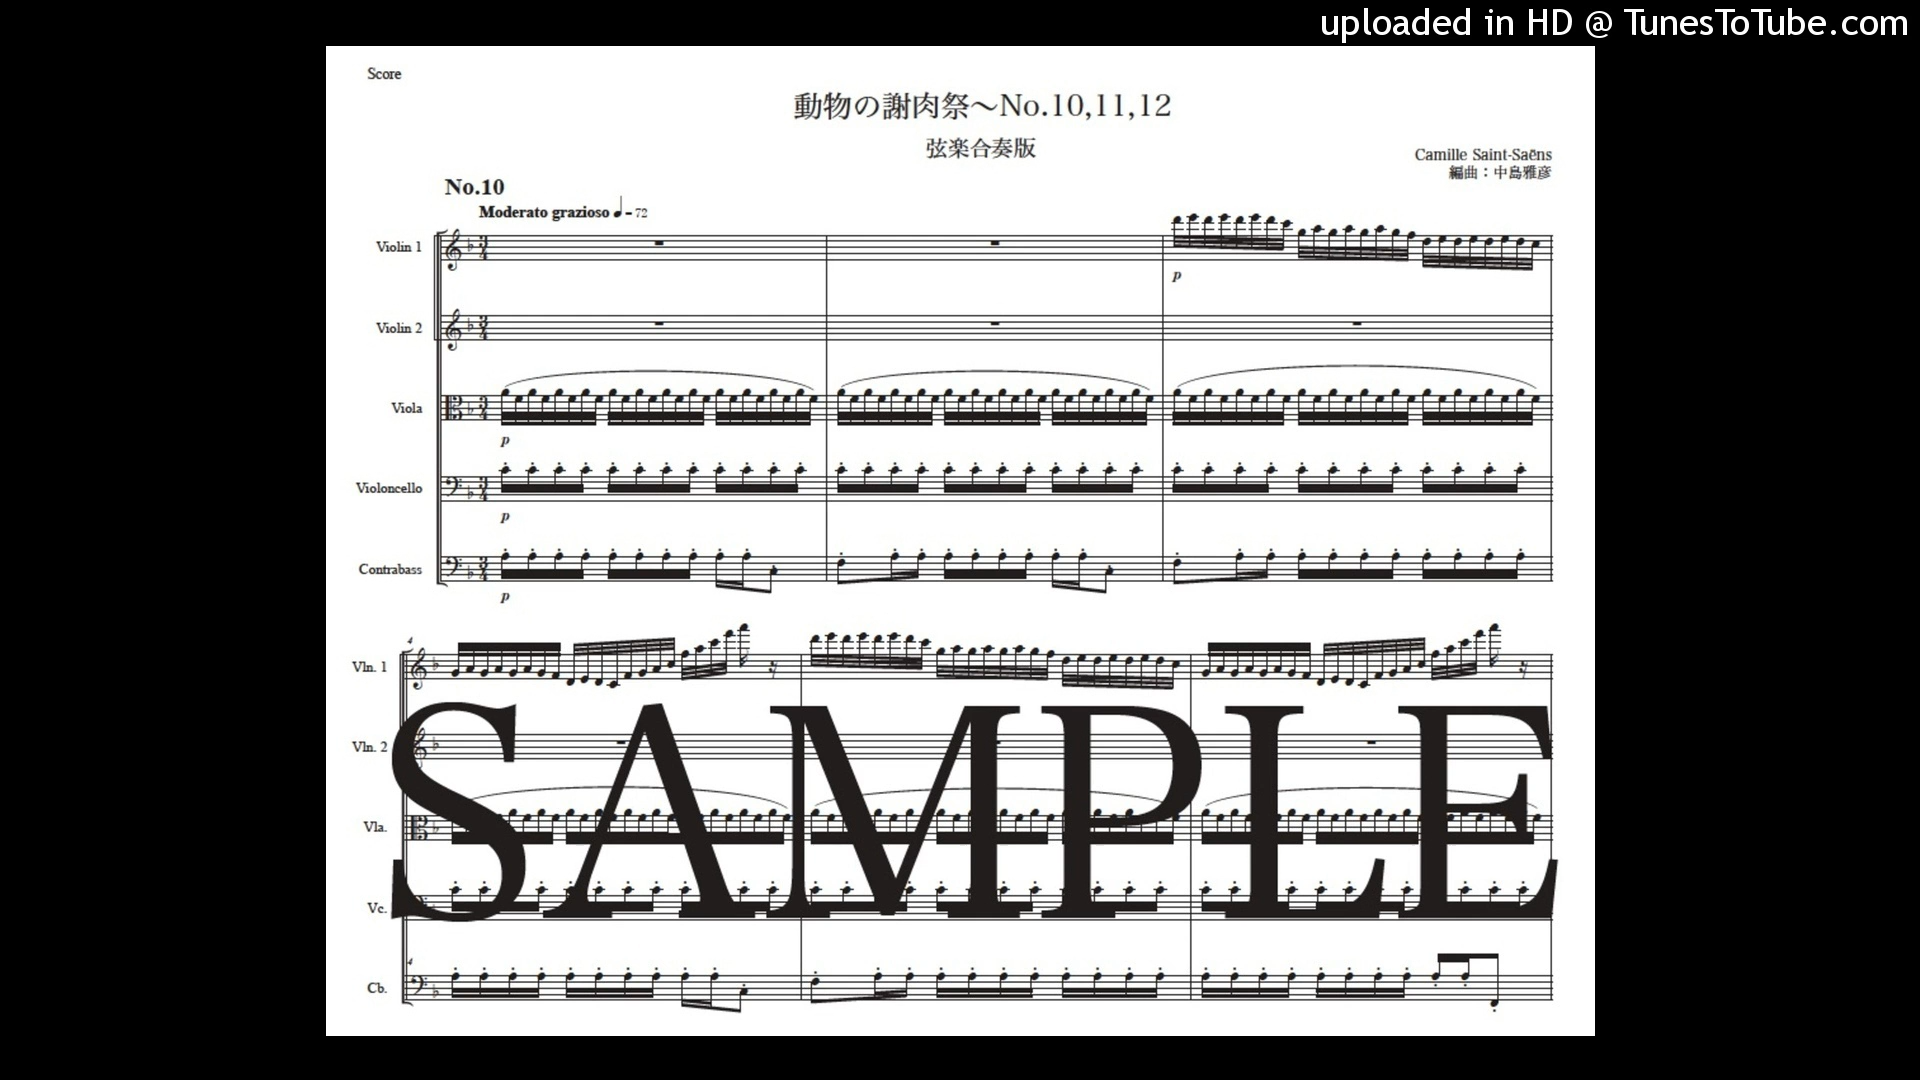 uploaded in HD @ TunesToTube.com
Score
動物の謝肉祭〜No.10,11,12
弦楽合奏版
Camille Saint-Saëns
編曲：中島雅彦
No.10
Moderato grazioso ♩ = 72
Violin 1
p
Violin 2
Viola
p
Violoncello
p
Contrabass
p
4
Vln. 1
Vln. 2
Vla.
Vc.
4
Cb.
SAMPLE